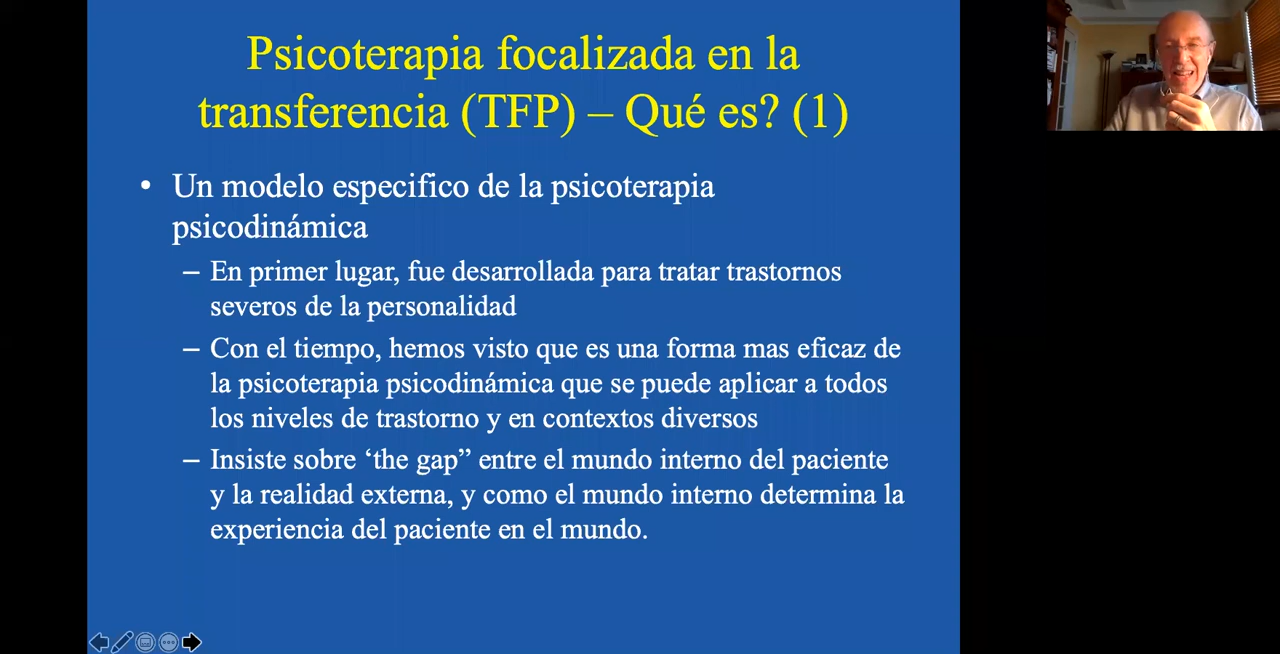 Psicoterapia focalizada en la
transferencia (TFP) – Qué es? (1)
• Un modelo especifico de la psicoterapia
psicodinámica
– En primer lugar, fue desarrollada para tratar trastornos
severos de la personalidad
– Con el tiempo, hemos visto que es una forma mas eficaz de
la psicoterapia psicodinámica que se puede aplicar a todos
los niveles de trastorno y en contextos diversos
– Insiste sobre ‘the gap” entre el mundo interno del paciente
y la realidad externa, y como el mundo interno determina la
experiencia del paciente en el mundo.